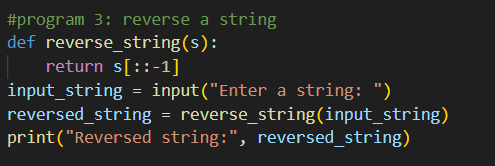 #program 3: reverse a string
def reverse_string(s):
    return s[::-1]
input_string = input("Enter a string: ")
reversed_string = reverse_string(input_string)
print("Reversed string:", reversed_string)